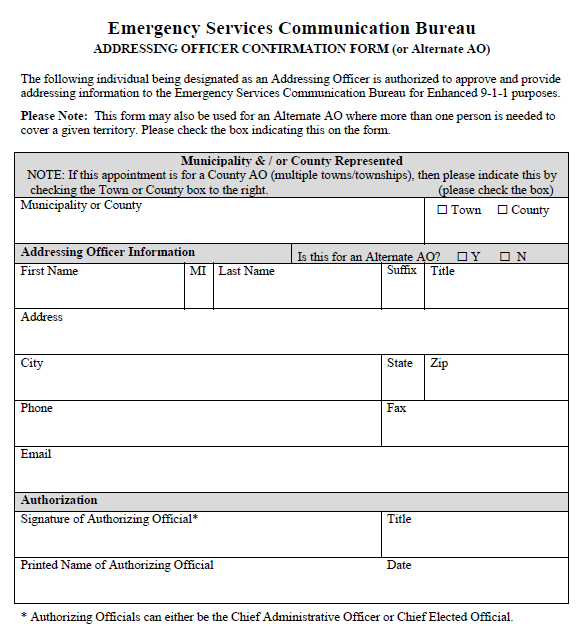 Emergency Services Communication Bureau
ADDRESSING OFFICER CONFIRMATION FORM (or Alternate AO)
The following individual being designated as an Addressing Officer is authorized to approve and provide
addressing information to the Emergency Services Communication Bureau for Enhanced 9-1-1 purposes.
Please Note: This form may also be used for an Alternate AO where more than one person is needed to
cover a given territory. Please check the box indicating this on the form.
Municipality & / or County Represented
NOTE: If this appointment is for a County AO (multiple towns/townships), then please indicate this by
checking the Town or County box to the right. (please check the box)
Municipality or County ☐ Town ☐ County
Addressing Officer Information Is this for an Alternate AO? ☐ Y ☐ N
First Name MI Last Name Suffix Title
Address
City State Zip
Phone Fax
Email
Authorization
Signature of Authorizing Official* Title
Printed Name of Authorizing Official Date
* Authorizing Officials can either be the Chief Administrative Officer or Chief Elected Official.